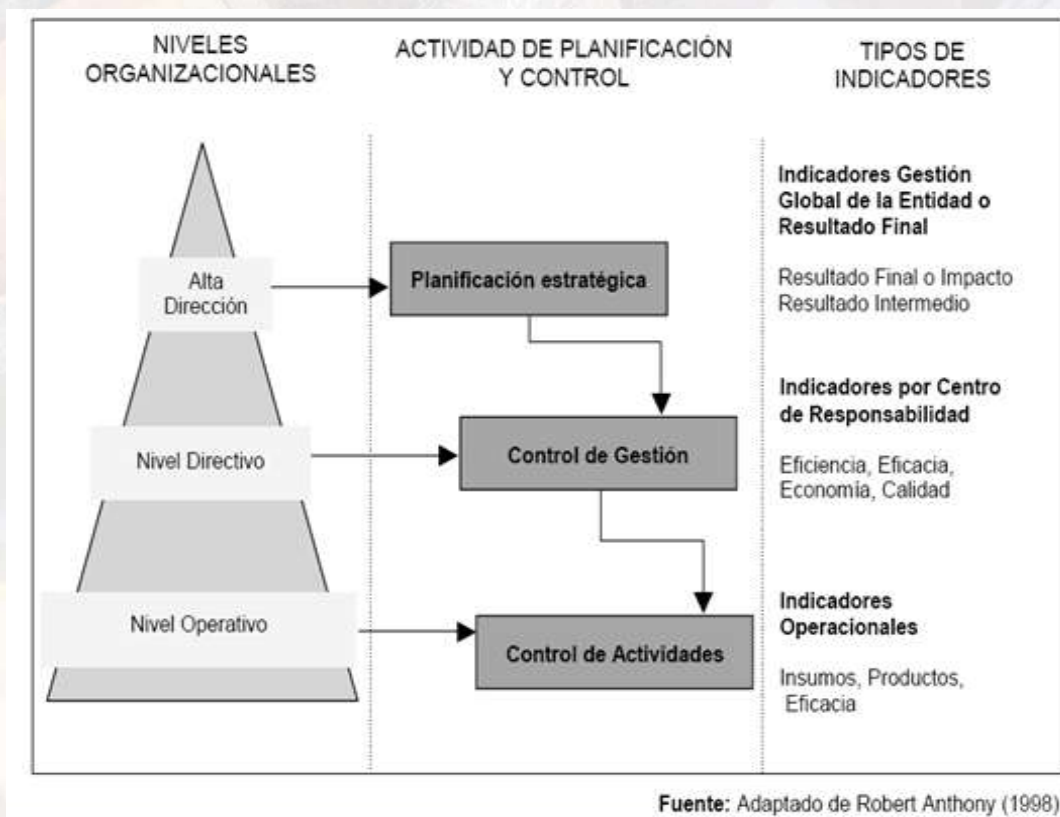 NIVELES
ORGANIZACIONALES
ACTIVIDAD DE PLANIFICACIÓN
Y CONTROL
TIPOS DE
INDICADORES
Alta
Dirección
Planificación estratégica
Indicadores Gestión
Global de la Entidad o
Resultado Final
Resultado Final o Impacto
Resultado Intermedio
Nivel Directivo
Control de Gestión
Indicadores por Centro
de Responsabilidad
Eficiencia, Eficacia,
Economía, Calidad
Nivel Operativo
Control de Actividades
Indicadores
Operacionales
Insumos, Productos,
Eficacia
Fuente: Adaptado de Robert Anthony (1998)